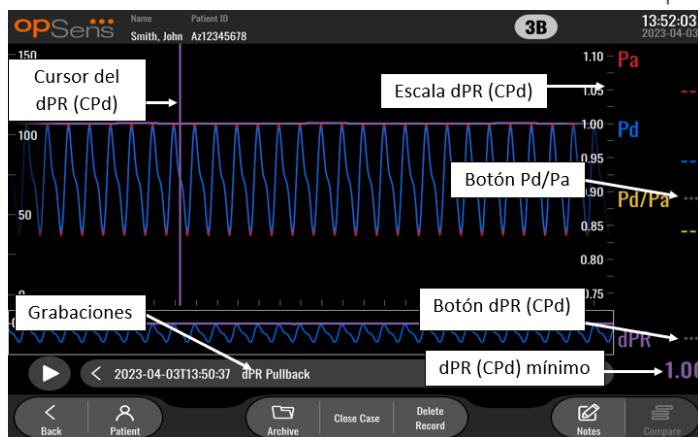 opSens
Name
Patient ID
Smith, John
Az12345678
3B
13:52:03
2023-04-03
150
Cursor del
dPR (CPd)
Escala dPR (CPd)
1.10
Pa
1.05
--
100
1.00
Pd
0.95
--
Botón Pd/Pa
0.90
Pd/Pa
---
50
0.85
--
0.80
0.75
Grabaciones
Botón dPR (CPd)
dPR
---
2023-04-03T13:50:37 dPR Pullback
dPR (CPd) mínimo
1.00
Back
Patient
Archive
Close Case
Delete
Record
Notes
Compare